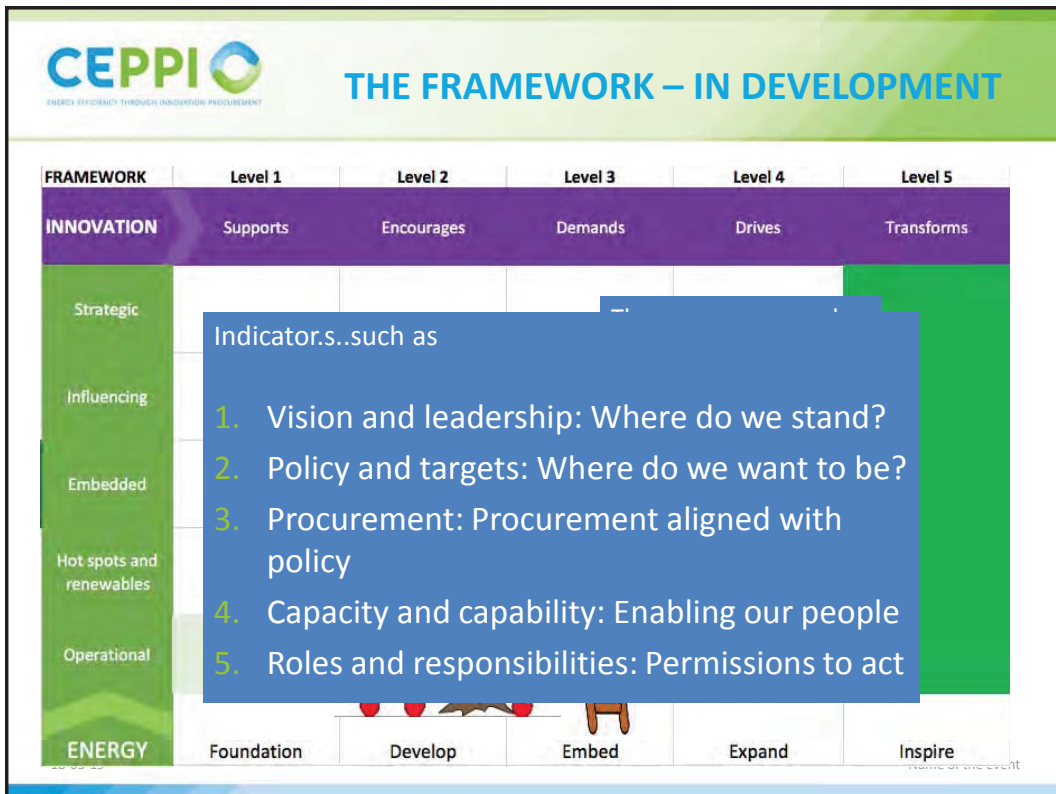 CEPPI
ENERGY EFFICIENCY THROUGH INNOVATION PROCUREMENT
THE FRAMEWORK – IN DEVELOPMENT
FRAMEWORK Level 1 Level 2 Level 3 Level 4 Level 5
INNOVATION Supports Encourages Demands Drives Transforms
Strategic
Influencing
Embedded
Hot spots and
renewables
Operational
Indicator.s..such as
1. Vision and leadership: Where do we stand?
2. Policy and targets: Where do we want to be?
3. Procurement: Procurement aligned with
policy
4. Capacity and capability: Enabling our people
5. Roles and responsibilities: Permissions to act
ENERGY Foundation Develop Embed Expand Inspire
Name of the event